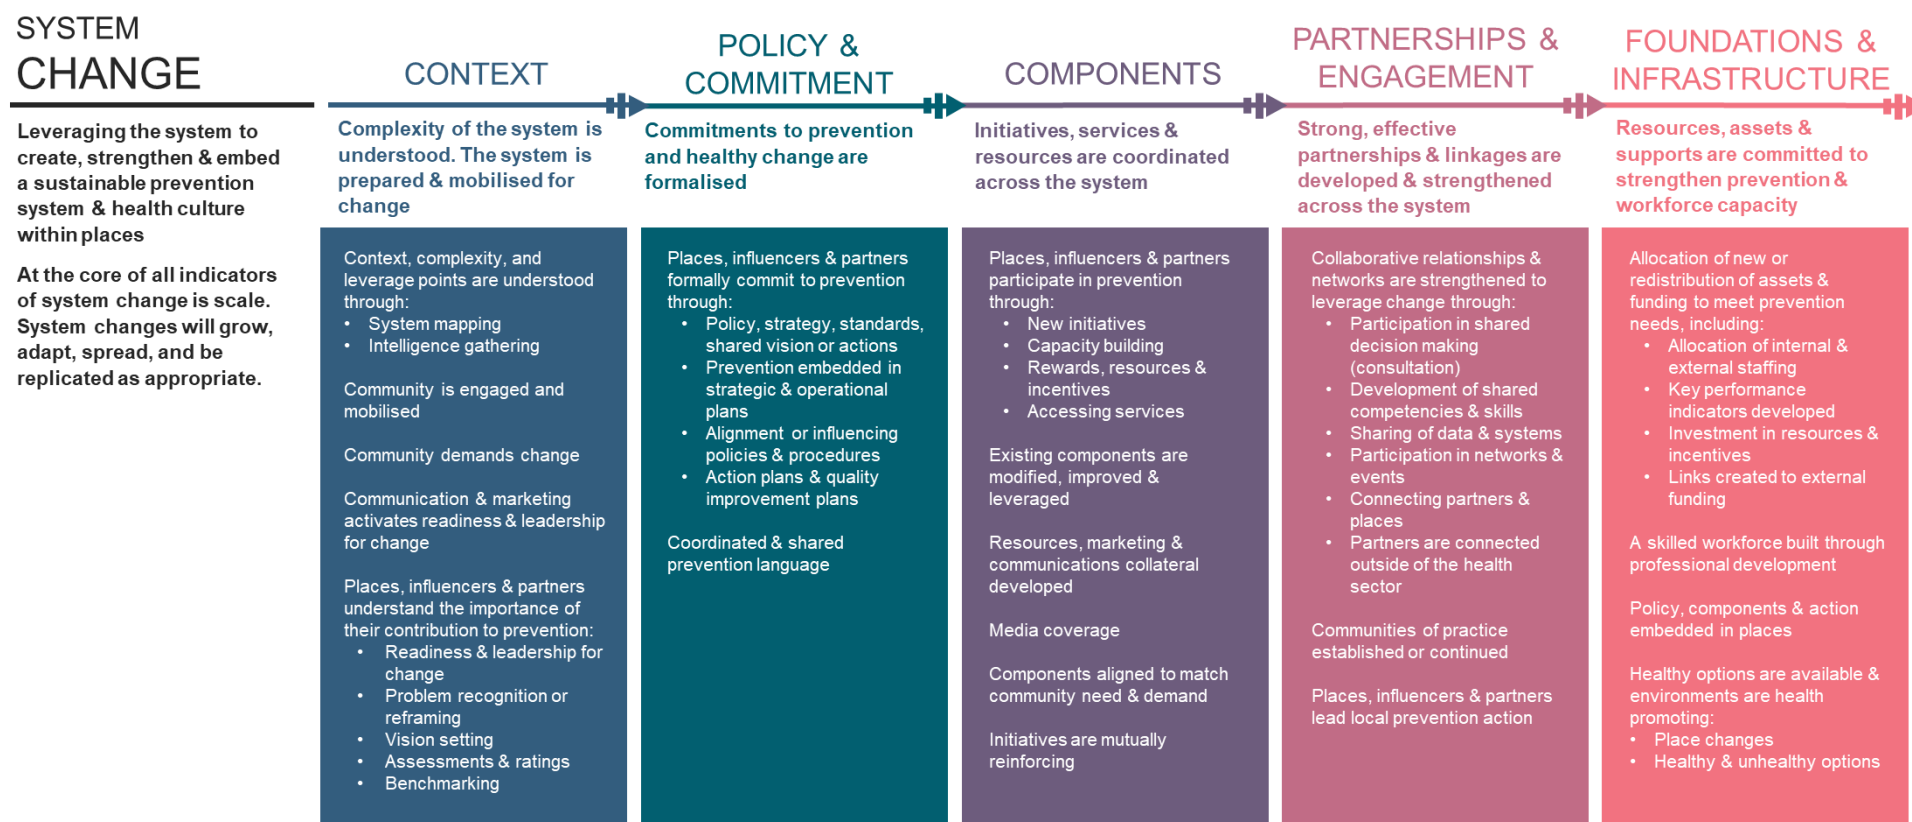 SYSTEM
CHANGE
Leveraging the system to
create, strengthen & embed
a sustainable prevention
system & health culture
within places
At the core of all indicators
of system change is scale.
System changes will grow,
adapt, spread, and be
replicated as appropriate.
CONTEXT
Complexity of the system is
understood. The system is
prepared & mobilised for
change
Context, complexity, and
leverage points are understood
through:
• System mapping
• Intelligence gathering
Community is engaged and
mobilised
Community demands change
Communication & marketing
activates readiness & leadership
for change
Places, influencers & partners
understand the importance of
their contribution to prevention:
• Readiness & leadership for
change
• Problem recognition or
reframing
• Vision setting
• Assessments & ratings
• Benchmarking
POLICY &
COMMITMENT
Commitments to prevention
and healthy change are
formalised
Places, influencers & partners
formally commit to prevention
through:
• Policy, strategy, standards,
shared vision or actions
• Prevention embedded in
strategic & operational
plans
• Alignment or influencing
policies & procedures
• Action plans & quality
improvement plans
Coordinated & shared
prevention language
COMPONENTS
Initiatives, services &
resources are coordinated
across the system
Places, influencers & partners
participate in prevention
through:
• New initiatives
• Capacity building
• Rewards, resources &
incentives
• Accessing services
Existing components are
modified, improved &
leveraged
Resources, marketing &
communications collateral
developed
Media coverage
Components aligned to match
community need & demand
Initiatives are mutually
reinforcing
PARTNERSHIPS &
ENGAGEMENT
Strong, effective
partnerships & linkages are
developed & strengthened
across the system
Collaborative relationships &
networks are strengthened to
leverage change through:
• Participation in shared
decision making
(consultation)
• Development of shared
competencies & skills
• Sharing of data & systems
• Participation in networks &
events
• Connecting partners &
places
• Partners are connected
outside of the health
sector
Communities of practice
established or continued
Places, influencers & partners
lead local prevention action
FOUNDATIONS &
INFRASTRUCTURE
Resources, assets &
supports are committed to
strengthen prevention &
workforce capacity
Allocation of new or
redistribution of assets &
funding to meet prevention
needs, including:
• Allocation of internal &
external staffing
• Key performance
indicators developed
• Investment in resources &
incentives
• Links created to external
funding
A skilled workforce built through
professional development
Policy, components & action
embedded in places
Healthy options are available &
environments are health
promoting:
• Place changes
• Healthy & unhealthy options